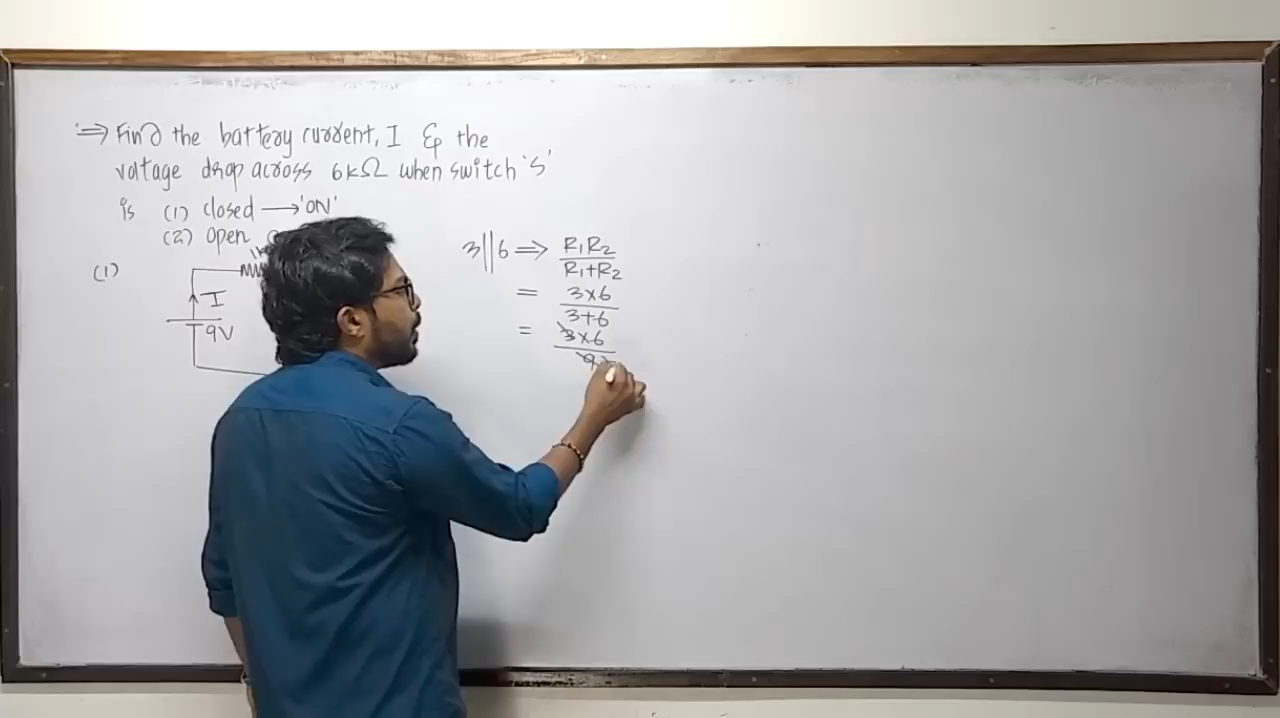 ⇒ Find the battery current, I & the
voltage drop across 6kΩ when switch 'S'
is (1) closed → 'ON'
(2) open
(1)
I
9V
3||6 ⇒ R₁R₂
R₁+R₂
= 3×6
3+6
= 3×6
9